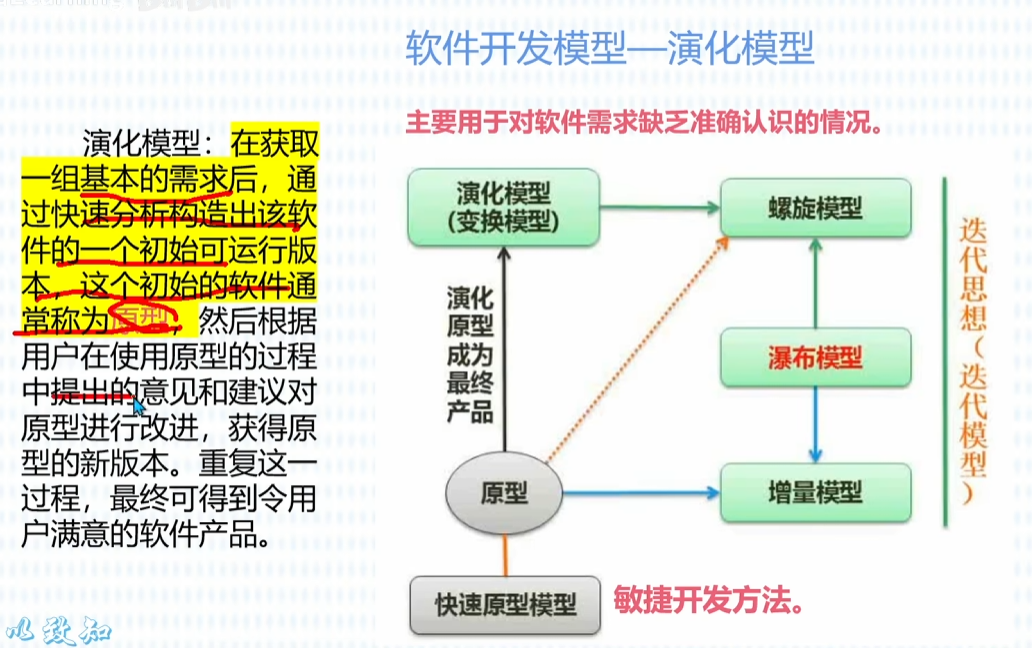 软件开发模型—演化模型
主要用于对软件需求缺乏准确认识的情况。
演化模型：在获取
一组基本的需求后，通
过快速分析构造出该软
件的一个初始可运行版
本，这个初始的软件通
常称为原型，然后根据
用户在使用原型的过程
中提出的意见和建议对
原型进行改进，获得原
型的新版本。重复这一
过程，最终可得到令用
户满意的软件产品。
演化模型
(变换模型)
螺旋模型
演化
原型
成为
最终
产品
瀑布模型
原型
增量模型
快速原型模型
敏捷开发方法。
迭代思想（迭代模型）
以致知